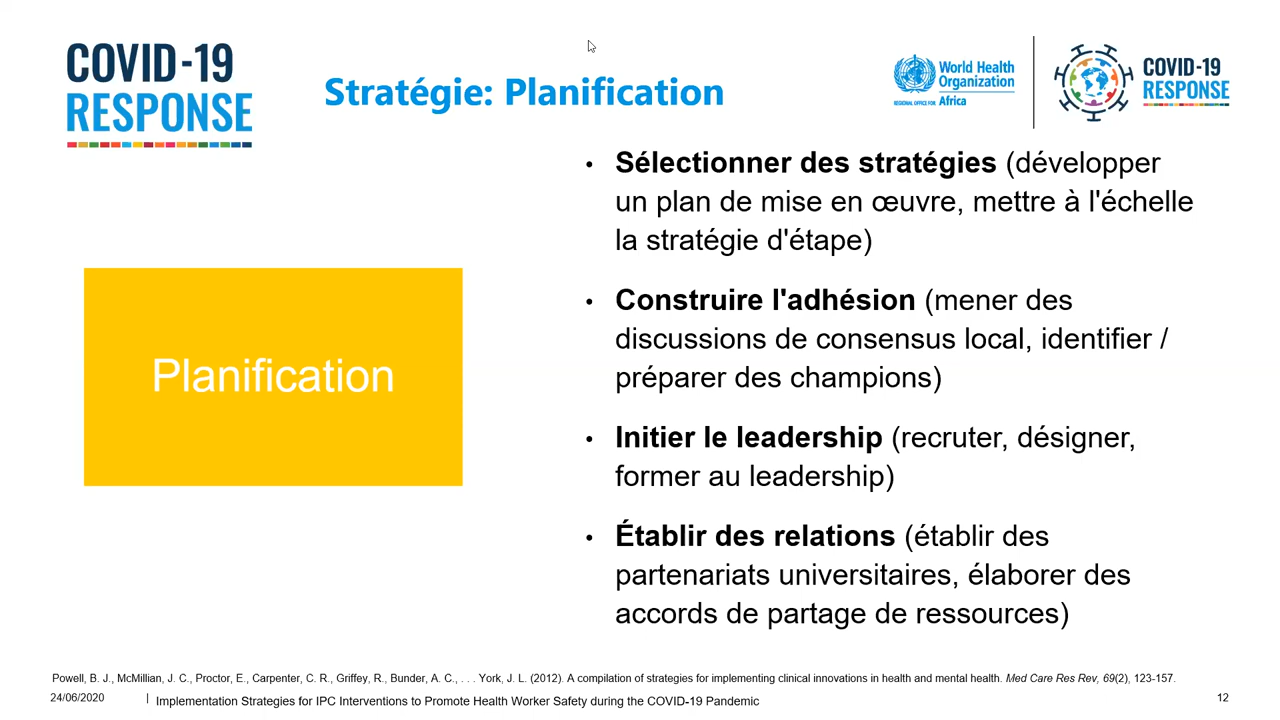 COVID-19
RESPONSE
Stratégie: Planification
World Health
Organization
REGIONAL OFFICE FOR Africa
COVID-19
RESPONSE
• Sélectionner des stratégies (développer
un plan de mise en œuvre, mettre à l'échelle
la stratégie d'étape)
Planification
• Construire l'adhésion (mener des
discussions de consensus local, identifier /
préparer des champions)
• Initier le leadership (recruter, désigner,
former au leadership)
• Établir des relations (établir des
partenariats universitaires, élaborer des
accords de partage de ressources)
Powell, B. J., McMillian, J. C., Proctor, E., Carpenter, C. R., Griffey, R., Bunder, A. C., . . . York, J. L. (2012). A compilation of strategies for implementing clinical innovations in health and mental health. Med Care Res Rev, 69(2), 123-157.
24/06/2020 | Implementation Strategies for IPC Interventions to Promote Health Worker Safety during the COVID-19 Pandemic 12